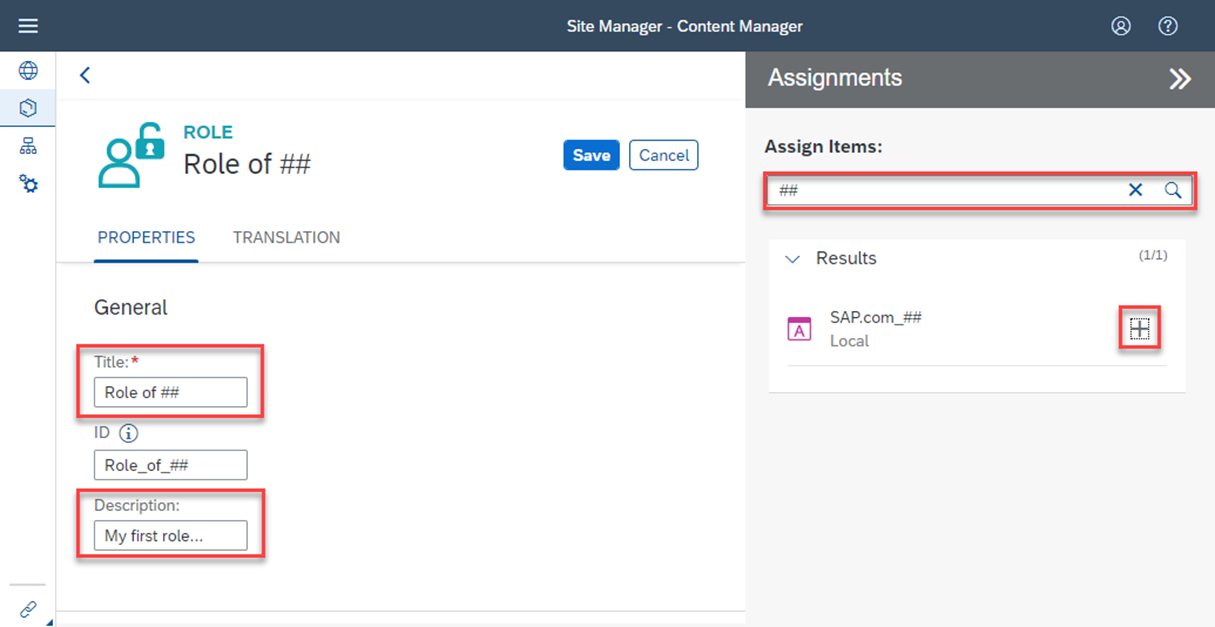 Site Manager - Content Manager
ROLE
Role of ##
Save
Cancel
PROPERTIES
TRANSLATION
General
Title:*
Role of ##
ID
Role_of_##
Description:
My first role...
Assignments
Assign Items:
##
Results
(1/1)
A
SAP.com_##
Local